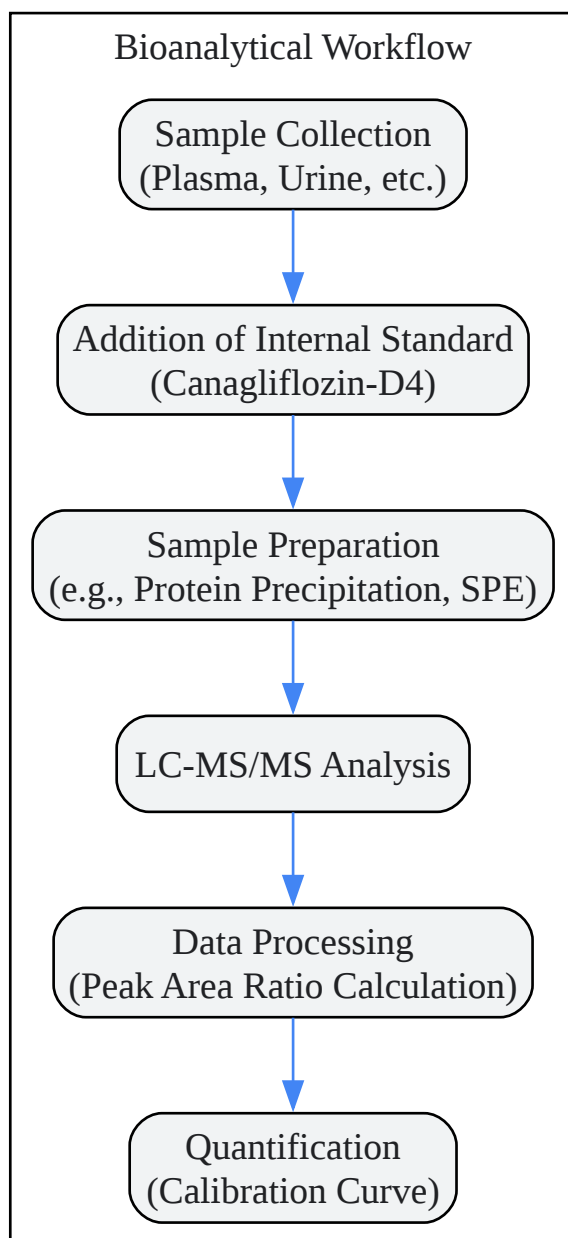 Bioanalytical Workflow
Sample Collection
(Plasma, Urine, etc.)
Addition of Internal Standard
(Canagliflozin-D4)
Sample Preparation
(e.g., Protein Precipitation, SPE)
LC-MS/MS Analysis
Data Processing
(Peak Area Ratio Calculation)
Quantification
(Calibration Curve)